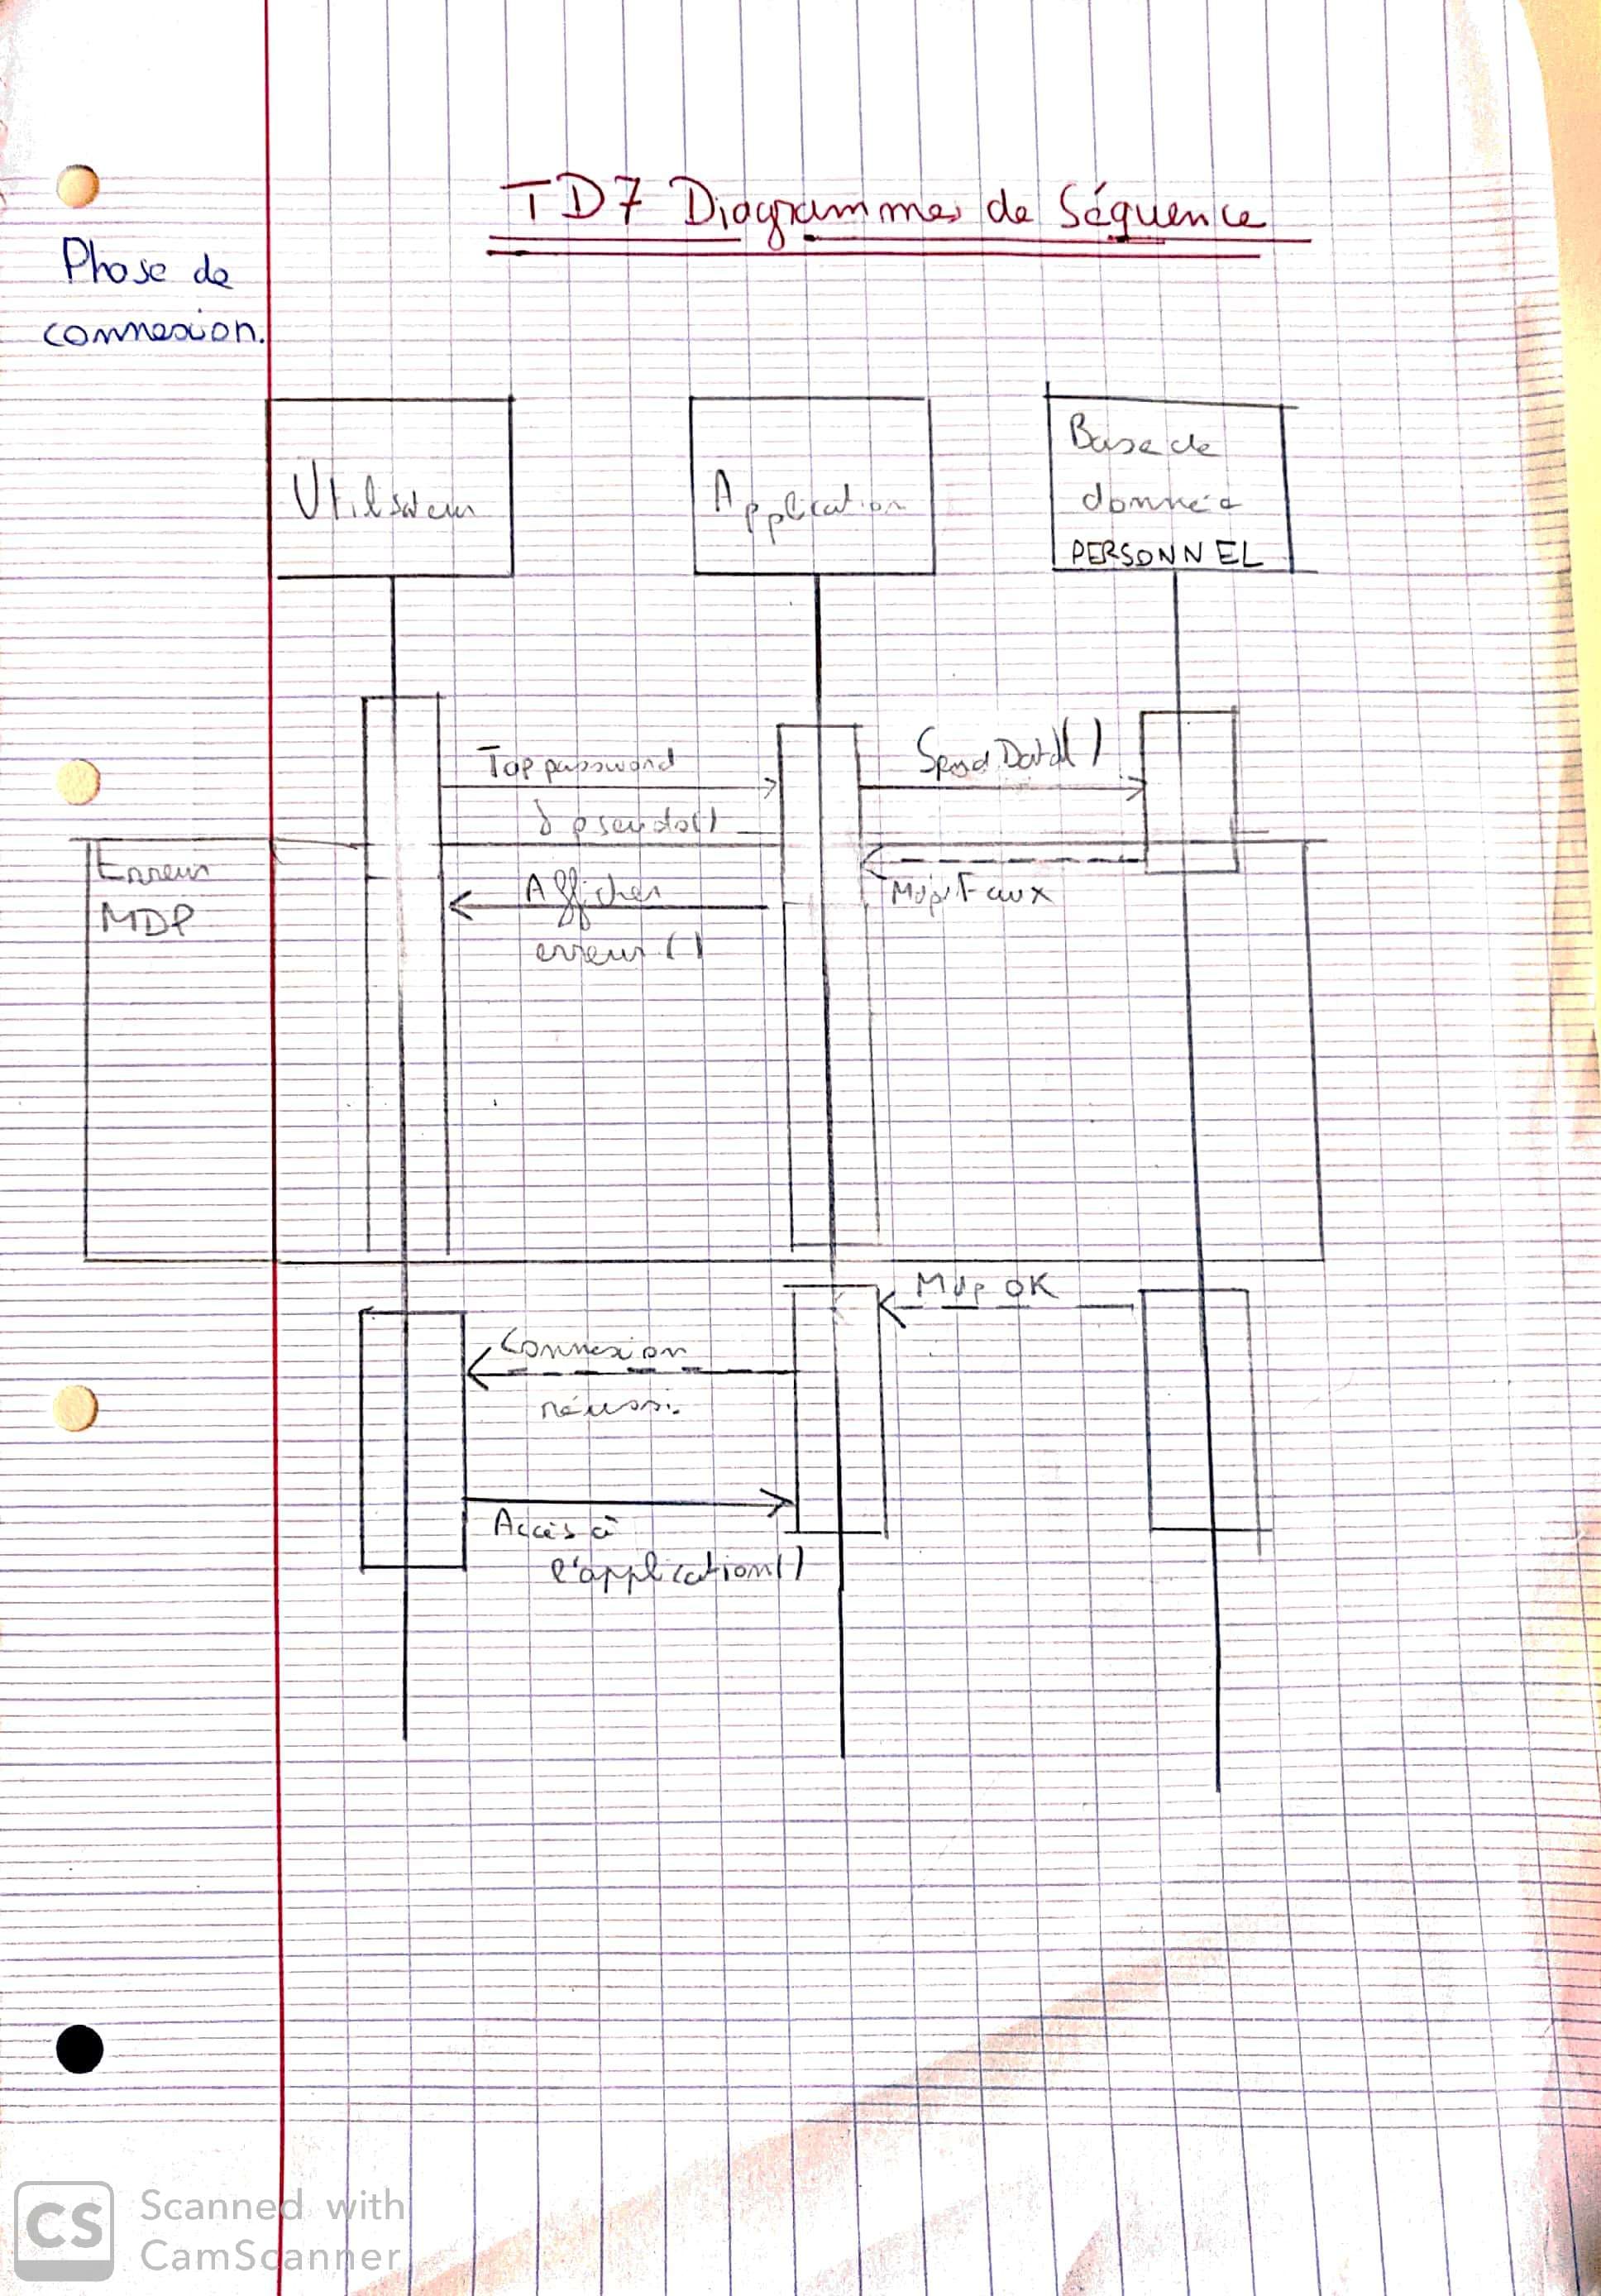 TD7 Diagrammes de Séquence
Phase de
connexion.
Utilisateur
Application
Base de
donnée
PERSONNEL
Tap password
& pseudo()
Send Data()
Erreur
MDP
Mdp Faux
Afficher
erreur()
Mdp OK
Connexion
réussi
Accès à
l'application()
CS
Scanned with
CamScanner